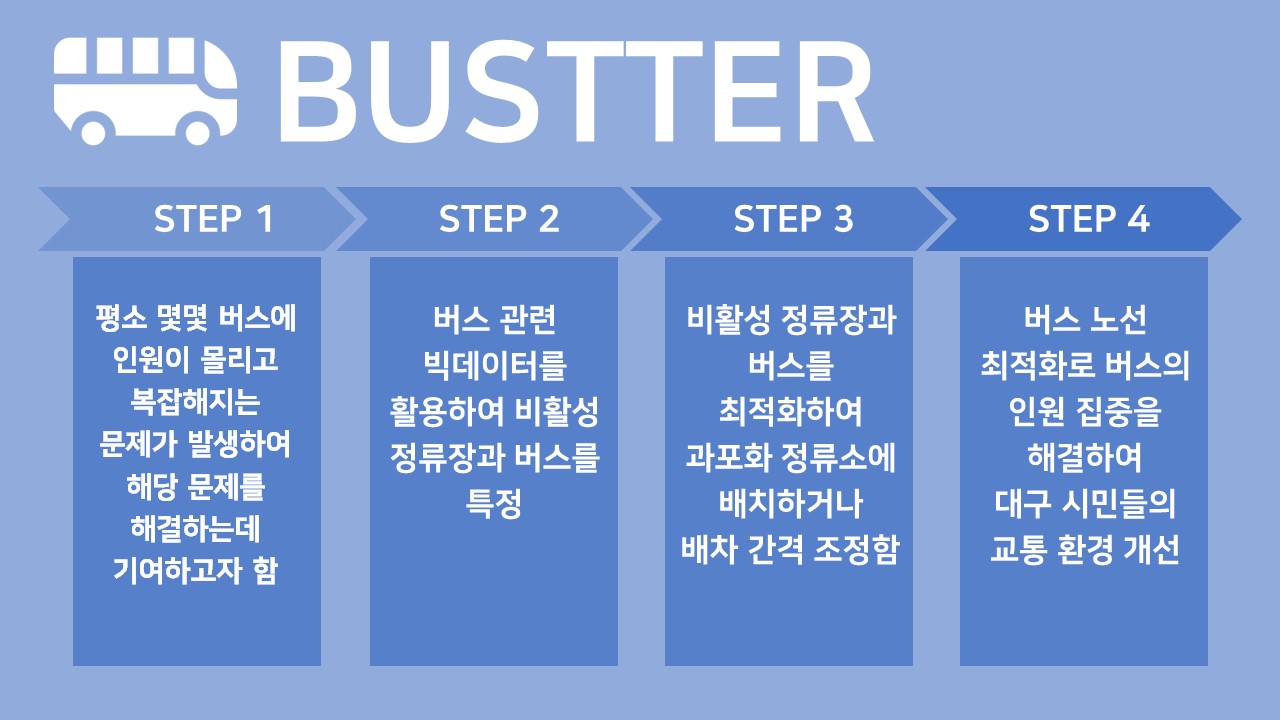 BUSTTER
STEP 1
평소 몇몇 버스에
인원이 몰리고
복잡해지는
문제가 발생하여
해당 문제를
해결하는데
기여하고자 함
STEP 2
버스 관련
빅데이터를
활용하여 비활성
정류장과 버스를
특정
STEP 3
비활성 정류장과
버스를
최적화하여
과포화 정류소에
배치하거나
배차 간격 조정함
STEP 4
버스 노선
최적화로 버스의
인원 집중을
해결하여
대구 시민들의
교통 환경 개선